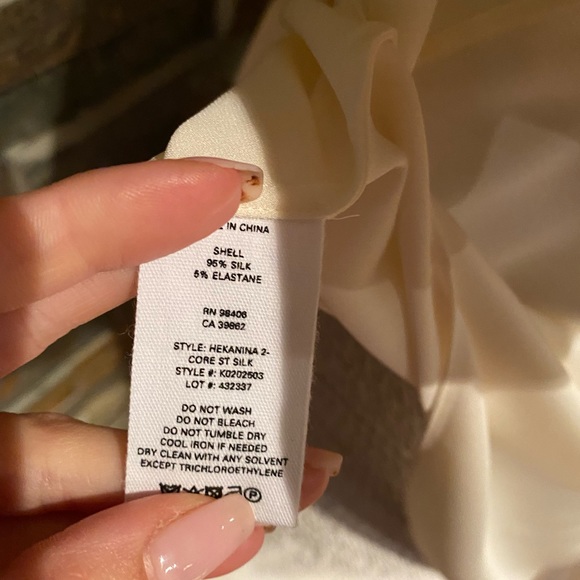 IN CHINA
SHELL
95% SILK
5% ELASTANE
RN 98406
CA 39862
STYLE: HEKANINA 2-
CORE ST SILK
STYLE #: K0202503
LOT #: 432337
DO NOT WASH
DO NOT BLEACH
DO NOT TUMBLE DRY
COOL IRON IF NEEDED
DRY CLEAN WITH ANY SOLVENT
EXCEPT TRICHLOROETHYLENE
P